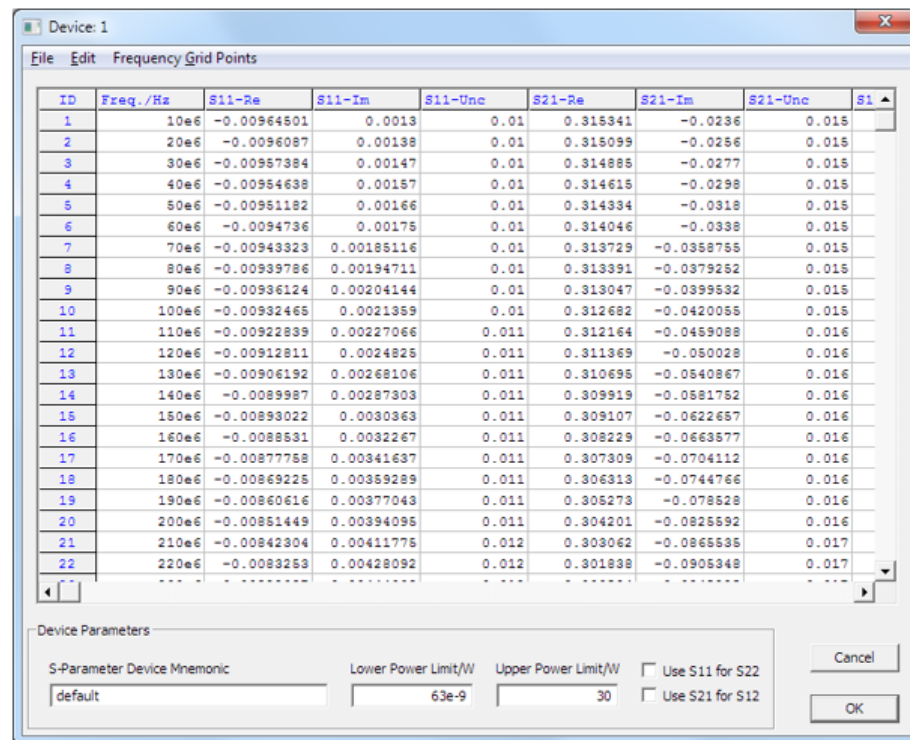 Device: 1
File Edit Frequency Grid Points
ID Freq./Hz S11-Re S11-Im S11-Unc S21-Re S21-Im S21-Unc S1
1 10e6 -0.00964501 0.0013 0.01 0.315341 -0.0236 0.015
2 20e6 -0.0096087 0.00138 0.01 0.315099 -0.0256 0.015
3 30e6 -0.00957384 0.00147 0.01 0.314885 -0.0277 0.015
4 40e6 -0.00954638 0.00157 0.01 0.314615 -0.0298 0.015
5 50e6 -0.00951182 0.00166 0.01 0.314334 -0.0318 0.015
6 60e6 -0.0094736 0.00175 0.01 0.314046 -0.0338 0.015
7 70e6 -0.00943323 0.00185116 0.01 0.313729 -0.0358755 0.015
8 80e6 -0.00939786 0.00194711 0.01 0.313391 -0.0379252 0.015
9 90e6 -0.00936124 0.00204144 0.01 0.313047 -0.0399532 0.015
10 100e6 -0.00932465 0.0021359 0.01 0.312682 -0.0420055 0.015
11 110e6 -0.00922839 0.00227066 0.011 0.312164 -0.0459088 0.016
12 120e6 -0.00912811 0.0024825 0.011 0.311369 -0.050028 0.016
13 130e6 -0.00906192 0.00268106 0.011 0.310695 -0.0540867 0.016
14 140e6 -0.0089987 0.00287303 0.011 0.309919 -0.0581752 0.016
15 150e6 -0.00893022 0.0030363 0.011 0.309107 -0.0622657 0.016
16 160e6 -0.0088531 0.0032267 0.011 0.308229 -0.0663577 0.016
17 170e6 -0.00877758 0.00341637 0.011 0.307309 -0.0704112 0.016
18 180e6 -0.00869225 0.00359289 0.011 0.306313 -0.0744766 0.016
19 190e6 -0.00860616 0.00377043 0.011 0.305273 -0.078528 0.016
20 200e6 -0.00851449 0.00394095 0.011 0.304201 -0.0825592 0.016
21 210e6 -0.00842304 0.00411775 0.012 0.303062 -0.0865535 0.017
22 220e6 -0.0083253 0.00428092 0.012 0.301838 -0.0905348 0.017
Device Parameters
S-Parameter Device Mnemonic Lower Power Limit/W Upper Power Limit/W Use S11 for S22 Cancel
default 63e-9 30 Use S21 for S12 OK